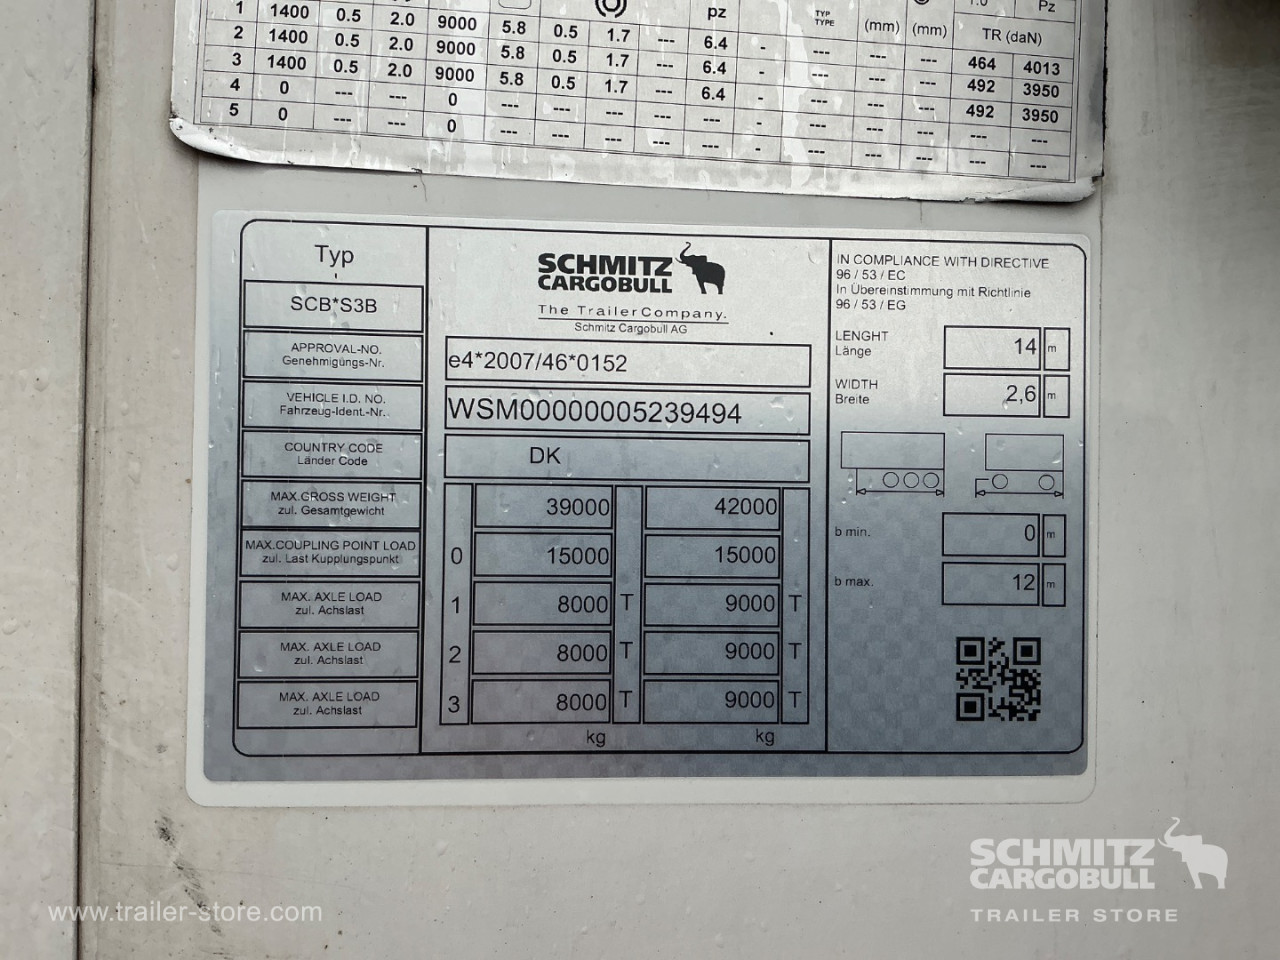 1.0 Pz
pz TYP TYPE (mm) (mm) TR (daN)
1 1400 0.5 2.0 9000 5.8 0.5 1.7 --- 6.4 - --- --- --- 464 4013
2 1400 0.5 2.0 9000 5.8 0.5 1.7 --- 6.4 - --- --- --- 492 3950
3 1400 0.5 2.0 9000 5.8 0.5 1.7 --- 6.4 - --- --- --- 492 3950
4 0 --- --- 0 --- --- --- --- --- - --- --- --- --- ---
5 0 --- --- 0 --- --- --- --- --- - --- --- --- --- ---
Typ
SCB*S3B
SCHMITZ
CARGOBULL
The Trailer Company.
Schmitz Cargobull AG
IN COMPLIANCE WITH DIRECTIVE
96 / 53 / EC
In Übereinstimmung mit Richtlinie
96 / 53 / EG
APPROVAL-NO.
Genehmigungs-Nr.
e4*2007/46*0152
VEHICLE I.D. NO.
Fahrzeug-Ident.-Nr.
WSM00000005239494
COUNTRY CODE
Länder Code
DK
MAX.GROSS WEIGHT
zul. Gesamtgewicht
39000 42000
MAX.COUPLING POINT LOAD
zul. Last Kupplungspunkt
0 15000 15000
MAX. AXLE LOAD
zul. Achslast
1 8000 T 9000 T
MAX. AXLE LOAD
zul. Achslast
2 8000 T 9000 T
MAX. AXLE LOAD
zul. Achslast
3 8000 T 9000 T
kg kg
LENGHT
Länge
14 m
WIDTH
Breite
2,6 m
b min. 0 m
b max. 12 m
www.trailer-store.com
SCHMITZ
CARGOBULL
TRAILER STORE